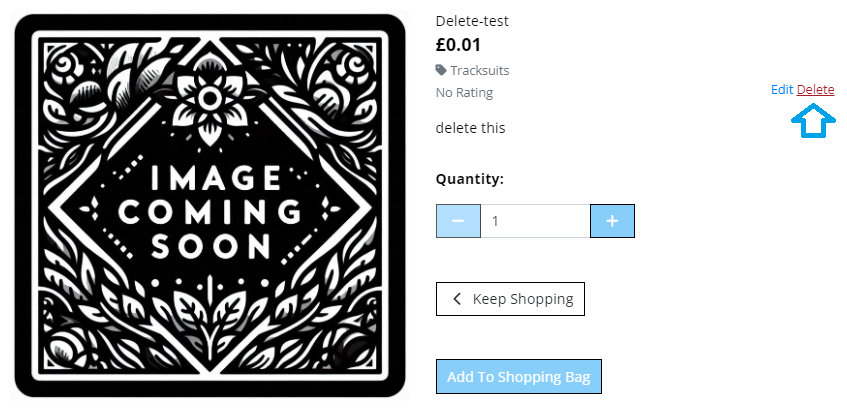 IMAGE
COMING
SOON
Delete-test
£0.01
Tracksuits
No Rating
Edit Delete
delete this
Quantity:
1
Keep Shopping
Add To Shopping Bag